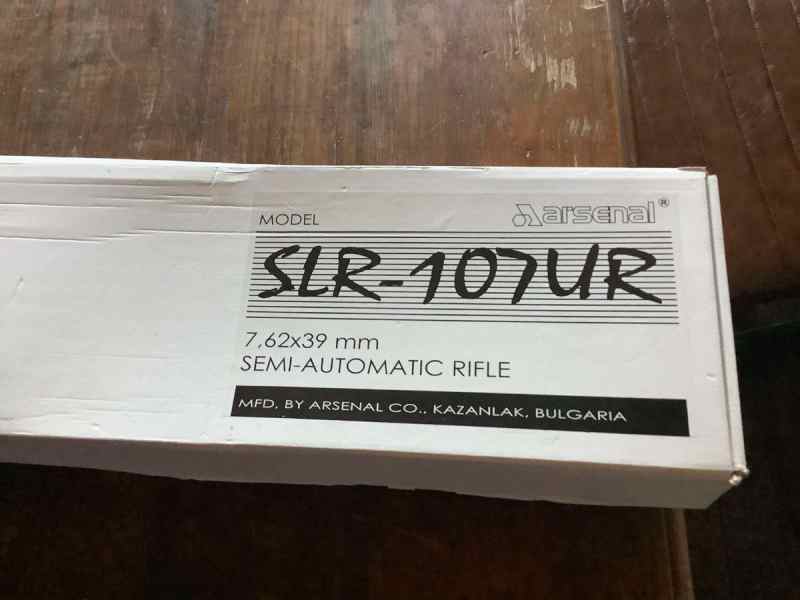 MODEL
arsenal®
SLR-107UR
7,62x39 mm
SEMI-AUTOMATIC RIFLE
MFD. BY ARSENAL CO., KAZANLAK, BULGARIA